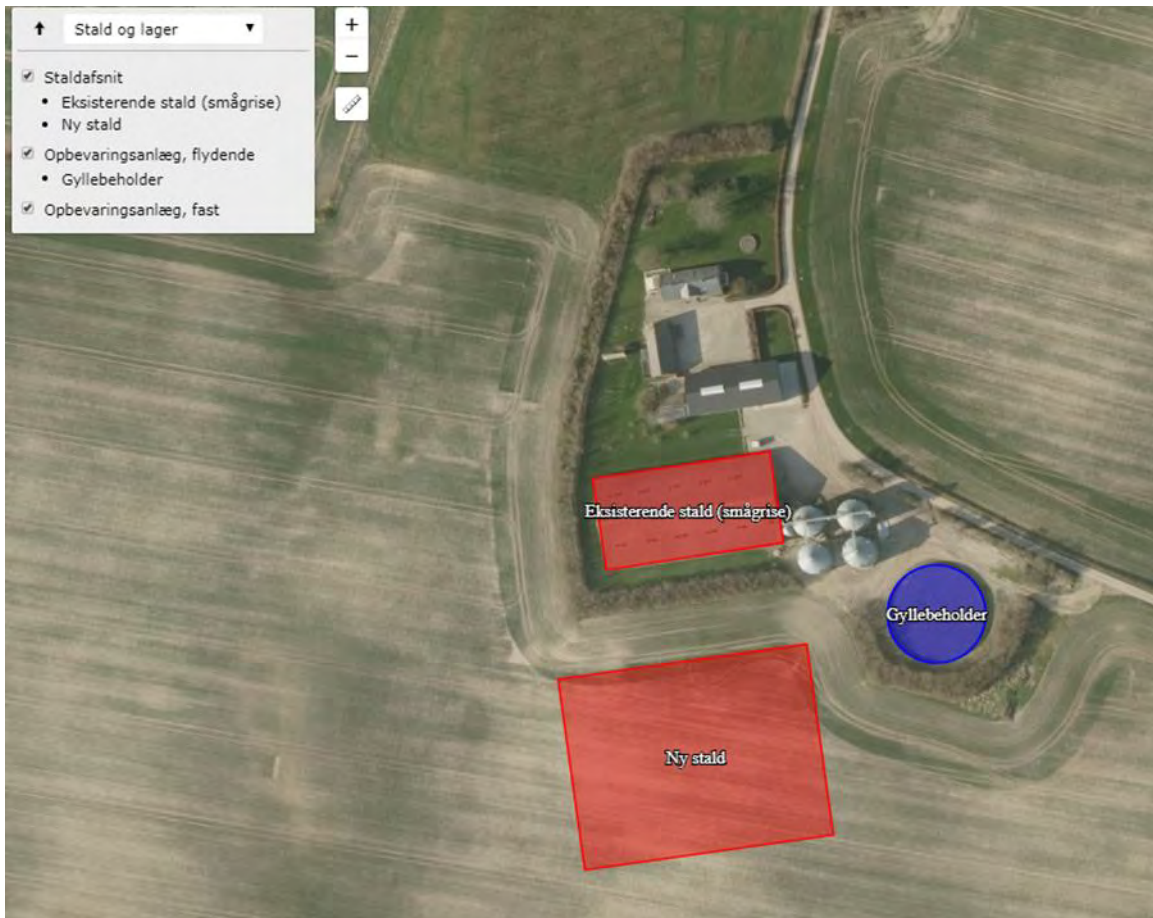 Stald og lager
Staldafsnit
Eksisterende stald (smågrise)
Ny stald
Opbevaringsanlæg, flydende
Gyllebeholder
Opbevaringsanlæg, fast
+
−
Eksisterende stald (smågrise)
Gyllebeholder
Ny stald